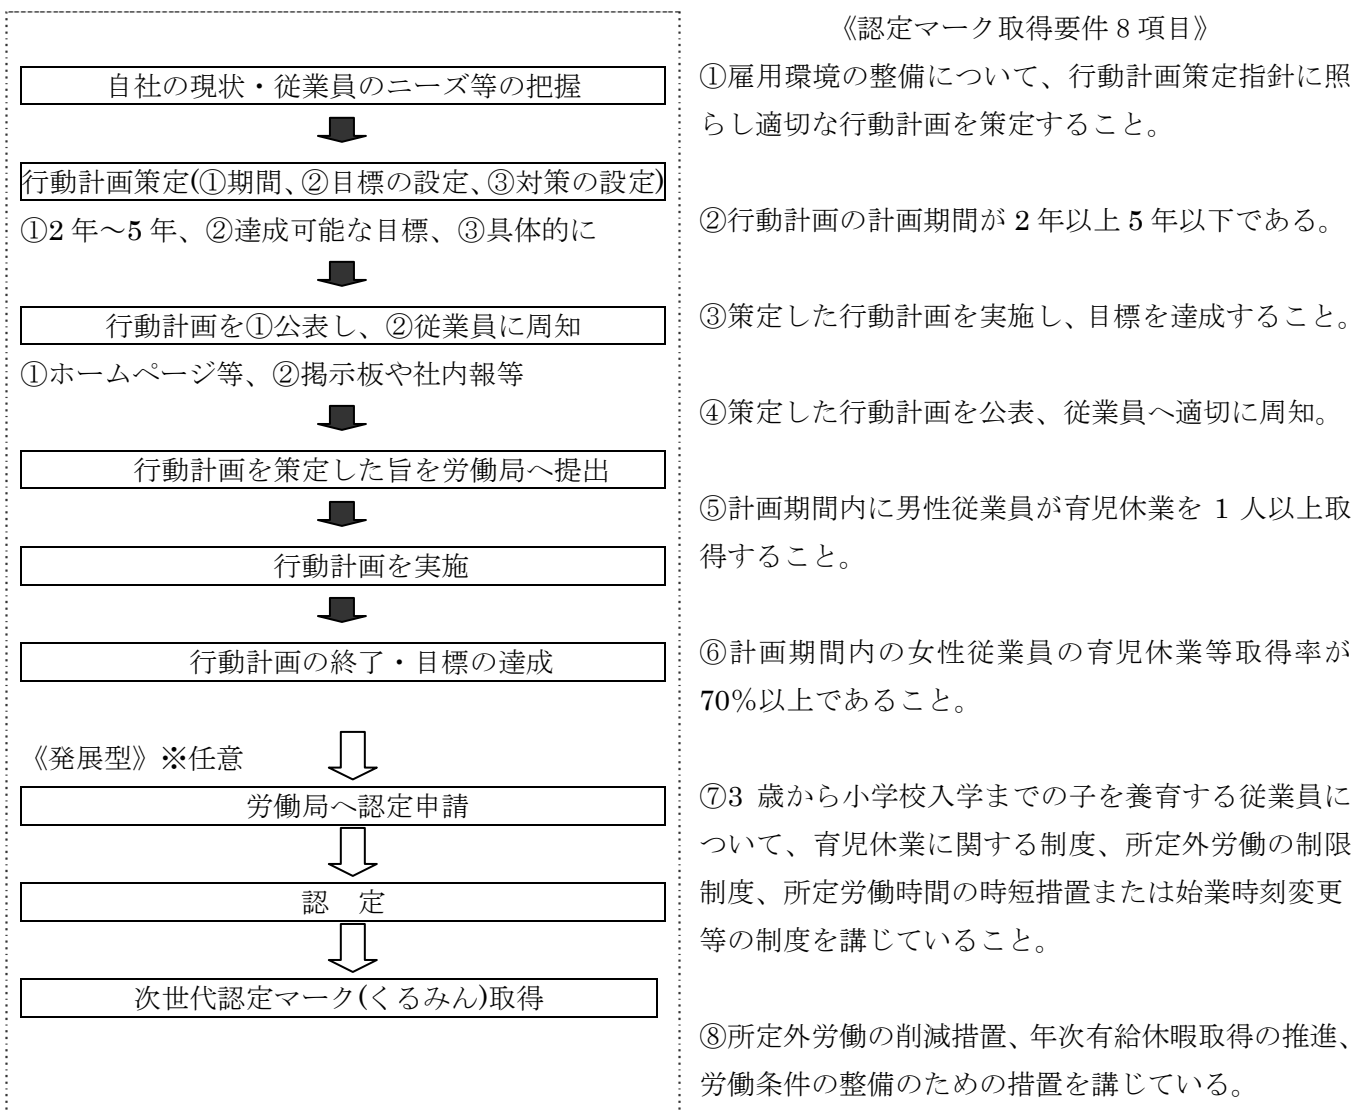 自社の現状・従業員のニーズ等の把握
行動計画策定(①期間、②目標の設定、③対策の設定)
①2 年~5 年、②達成可能な目標、③具体的に
行動計画を①公表し、②従業員に周知
①ホームページ等、②掲示板や社内報等
行動計画を策定した旨を労働局へ提出
行動計画を実施
行動計画の終了・目標の達成
《発展型》※任意
労働局へ認定申請
認 定
次世代認定マーク(くるみん)取得
《認定マーク取得要件 8 項目》
①雇用環境の整備について、行動計画策定指針に照
らし適切な行動計画を策定すること。
②行動計画の計画期間が 2 年以上 5 年以下である。
③策定した行動計画を実施し、目標を達成すること。
④策定した行動計画を公表、従業員へ適切に周知。
⑤計画期間内に男性従業員が育児休業を 1 人以上取
得すること。
⑥計画期間内の女性従業員の育児休業等取得率が
70%以上であること。
⑦3 歳から小学校入学までの子を養育する従業員に
ついて、育児休業に関する制度、所定外労働の制限
制度、所定労働時間の時短措置または始業時刻変更
等の制度を講じていること。
⑧所定外労働の削減措置、年次有給休暇取得の推進、
労働条件の整備のための措置を講じている。